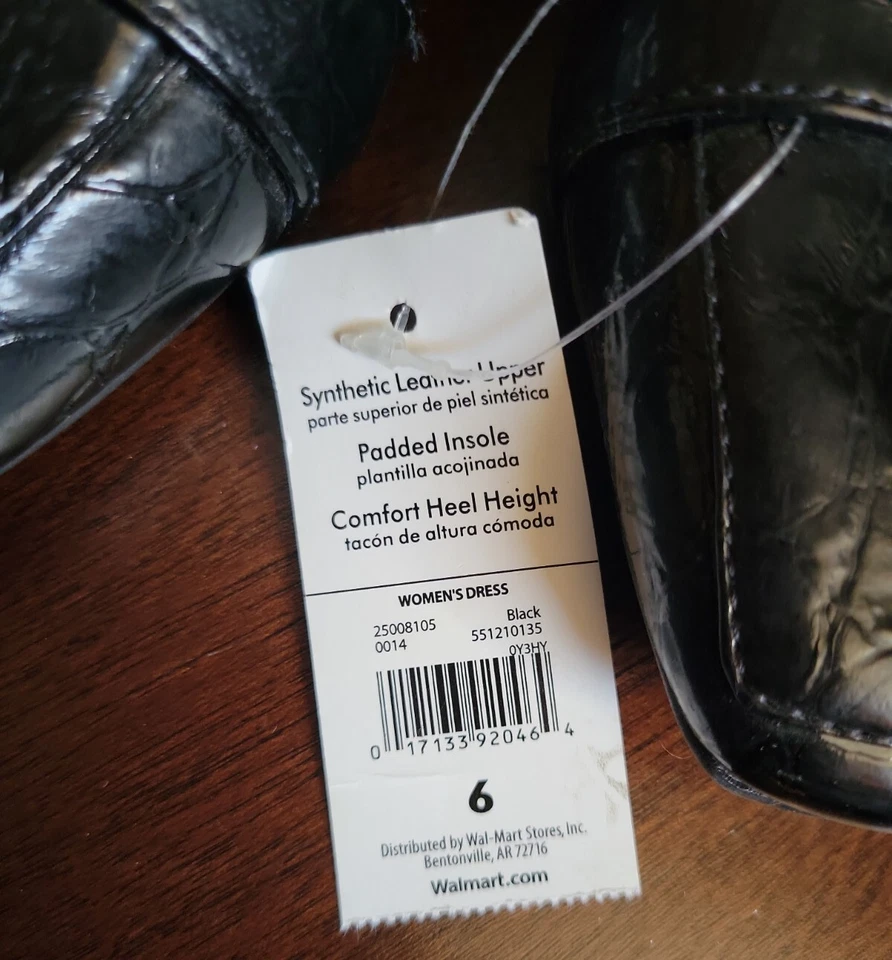 Synthetic Leather Upper
parte superior de piel sintética
Padded Insole
plantilla acojinada
Comfort Heel Height
tacón de altura cómoda
WOMEN'S DRESS
25008105 Black
0014 551210135
0Y3HY
0 17133 92046 4
6
Distributed by Wal-Mart Stores, Inc.
Bentonville, AR 72716
Walmart.com